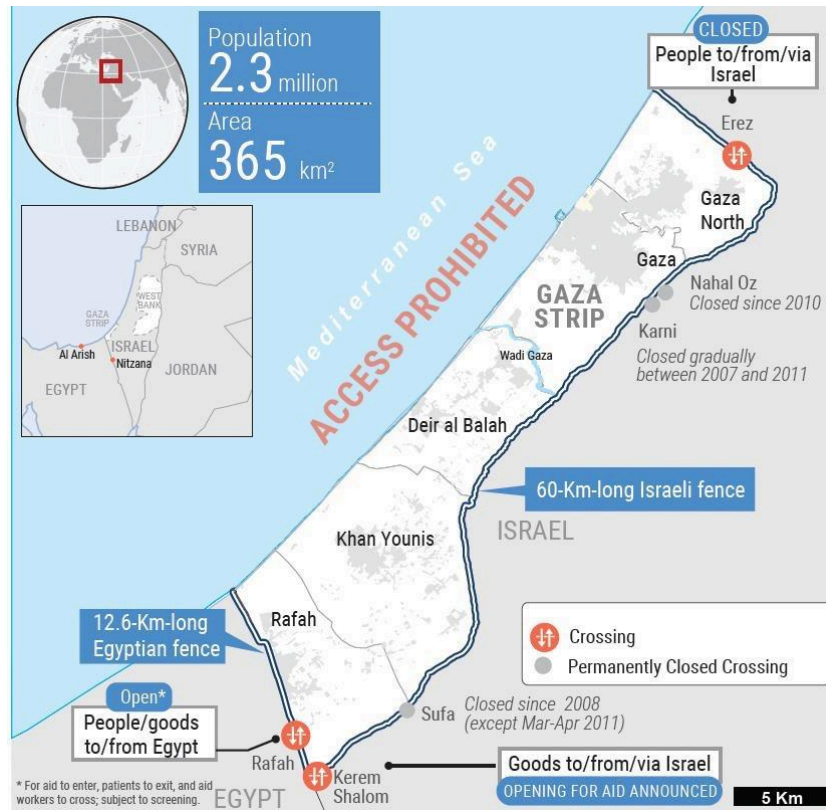 Population
2.3 million
Area
365 km²
CLOSED
People to/from/via
Israel
Erez
Mediterranean Sea
ACCESS PROHIBITED
Gaza
North
Gaza
GAZA
STRIP
Nahal Oz
Closed since 2010
Karni
Closed gradually
between 2007 and 2011
Wadi Gaza
Deir al Balah
60-Km-long Israeli fence
ISRAEL
Khan Younis
Rafah
12.6-Km-long
Egyptian fence
LEBANON
SYRIA
WEST
BANK
GAZA
STRIP
ISRAEL
Al Arish
Nitzana
JORDAN
EGYPT
Crossing
Permanently Closed Crossing
Open*
People/goods
to/from Egypt
Rafah
Sufa
Closed since 2008
(except Mar-Apr 2011)
Kerem
Shalom
Goods to/from/via Israel
OPENING FOR AID ANNOUNCED
* For aid to enter, patients to exit, and aid
workers to cross; subject to screening.
EGYPT
5 Km